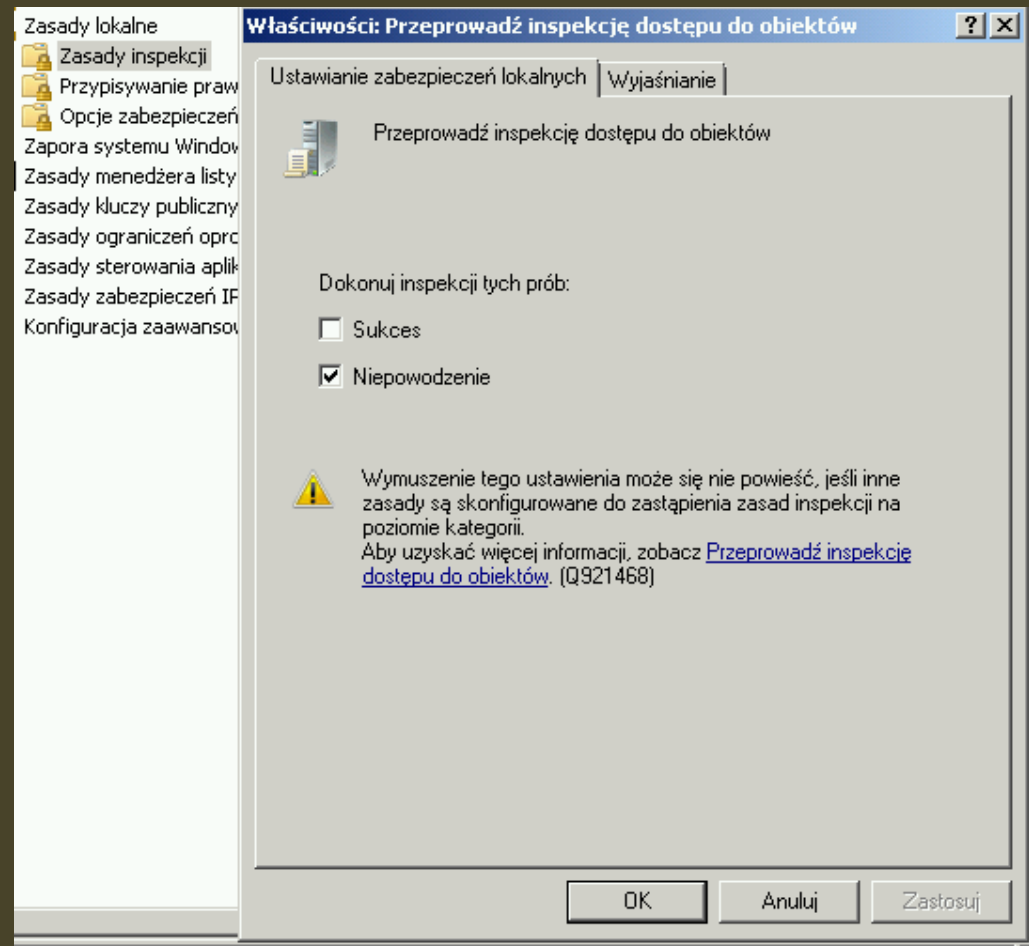 Zasady lokalne
Zasady inspekcji
Przypisywanie praw
Opcje zabezpieczeń
Zapora systemu Window
Zasady menedżera listy
Zasady kluczy publiczny
Zasady ograniczeń opro
Zasady sterowania aplik
Zasady zabezpieczeń IP
Konfiguracja zaawansow
Właściwości: Przeprowadź inspekcję dostępu do obiektów
Ustawianie zabezpieczeń lokalnych
Wyjaśnianie
Przeprowadź inspekcję dostępu do obiektów
Dokonuj inspekcji tych prób:
Sukces
Niepowodzenie
Wymuszenie tego ustawienia może się nie powieść, jeśli inne
zasady są skonfigurowane do zastąpienia zasad inspekcji na
poziomie kategorii.
Aby uzyskać więcej informacji, zobacz Przeprowadź inspekcję
dostępu do obiektów. (Q921468)
OK
Anuluj
Zastosuj